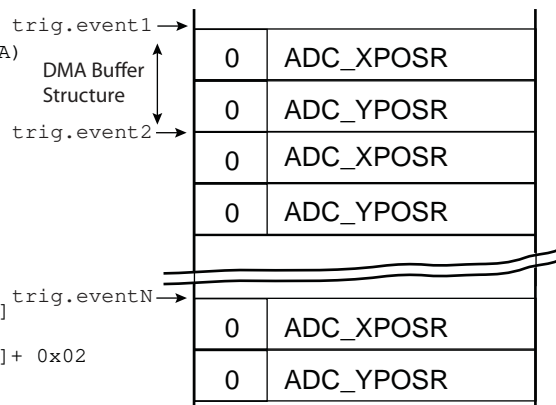 trig.event1
A)
DMA Buffer
Structure
0 ADC_XPOSR
0 ADC_YPOSR
trig.event2
0 ADC_XPOSR
0 ADC_YPOSR
trig.eventN
]
0 ADC_XPOSR
]+ 0x02
0 ADC_YPOSR